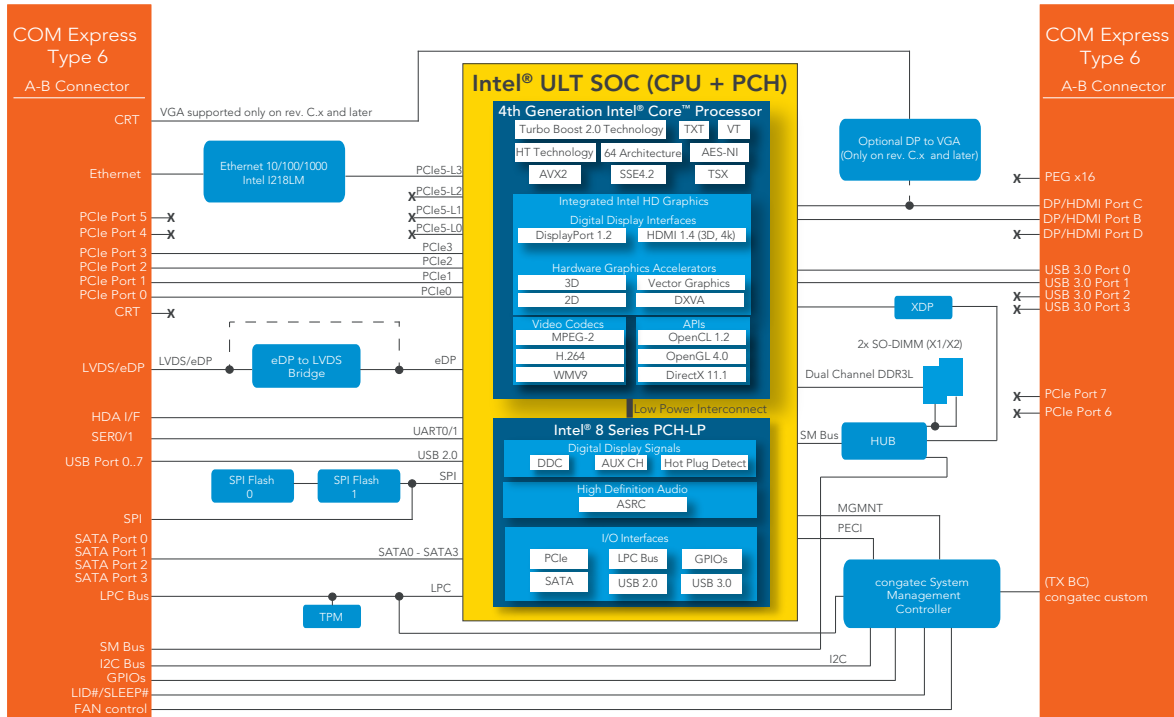 COM Express
Type 6
A-B Connector
CRT
Ethernet
PCIe Port 5
PCIe Port 4
PCIe Port 3
PCIe Port 2
PCIe Port 1
PCIe Port 0
CRT
LVDS/eDP
HDA I/F
SER0/1
USB Port 0..7
SPI
SATA Port 0
SATA Port 1
SATA Port 2
SATA Port 3
LPC Bus
SM Bus
I2C Bus
GPIOs
LID#/SLEEP#
FAN control
VGA supported only on rev. C.x and later
Ethernet 10/100/1000
Intel I218LM
X
X
X
LVDS/eDP
eDP to LVDS
Bridge
eDP
SPI Flash
0
SPI Flash
1
TPM
PCIe5-L3
X PCIe5-L2
X PCIe5-L1
X PCIe5-L0
PCIe3
PCIe2
PCIe1
PCIe0
UART0/1
USB 2.0
SPI
SATA0 - SATA3
LPC
Intel® ULT SOC (CPU + PCH)
4th Generation Intel® Core™ Processor
Turbo Boost 2.0 Technology
TXT
VT
HT Technology
64 Architecture
AES-NI
AVX2
SSE4.2
TSX
Integrated Intel HD Graphics
Digital Display Interfaces
DisplayPort 1.2
HDMI 1.4 (3D, 4k)
Hardware Graphics Accelerators
3D
Vector Graphics
2D
DXVA
Video Codecs
MPEG-2
H.264
WMV9
APIs
OpenCL 1.2
OpenGL 4.0
DirectX 11.1
Low Power Interconnect
Intel® 8 Series PCH-LP
Digital Display Signals
DDC
AUX CH
Hot Plug Detect
High Definition Audio
ASRC
I/O Interfaces
PCIe
LPC Bus
GPIOs
SATA
USB 2.0
USB 3.0
Optional DP to VGA
(Only on rev. C.x and later)
XDP
2x SO-DIMM (X1/X2)
Dual Channel DDR3L
SM Bus
HUB
MGMNT
PECI
congatec System
Management
Controller
I2C
COM Express
Type 6
A-B Connector
X PEG x16
DP/HDMI Port C
DP/HDMI Port B
X DP/HDMI Port D
USB 3.0 Port 0
USB 3.0 Port 1
X USB 3.0 Port 2
X USB 3.0 Port 3
X PCIe Port 7
X PCIe Port 6
(TX BC)
congatec custom